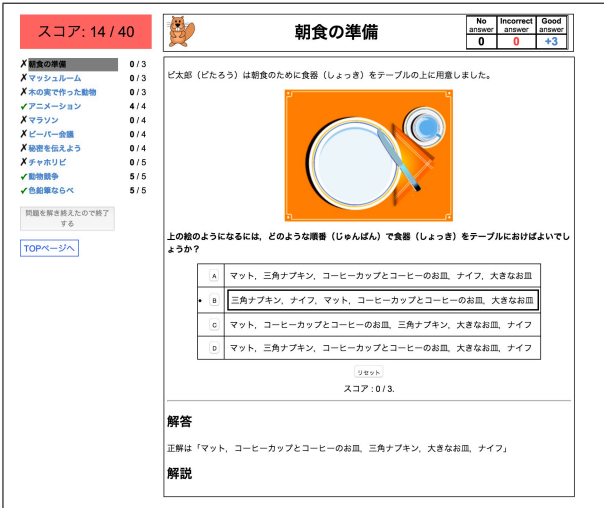 スコア: 14 / 40
朝食の準備
No answer
Incorrect answer
Good answer
0
0
+3
✗朝食の準備 0 / 3
✗マッシュルーム 0 / 3
✗木の実で作った動物 0 / 3
✓アニメーション 4 / 4
✗マラソン 0 / 4
✗ビーバー会議 0 / 4
✗秘密を伝えよう 0 / 4
✗チャホリビ 0 / 5
✓動物競争 5 / 5
✓色鉛筆ならべ 5 / 5
問題を解き終えたので終了
する
TOPページへ
ビ太郎（ビたろう）は朝食のために食器（しょっき）をテーブルの上に用意しました。
上の絵のようになるには，どのような順番（じゅんばん）で食器（しょっき）をテーブルにおけばよいでし
ょうか？
A マット，三角ナプキン，コーヒーカップとコーヒーのお皿，ナイフ，大きなお皿
B 三角ナプキン，ナイフ，マット，コーヒーカップとコーヒーのお皿，大きなお皿
C マット，コーヒーカップとコーヒーのお皿，三角ナプキン，大きなお皿，ナイフ
D マット，三角ナプキン，コーヒーカップとコーヒーのお皿，大きなお皿，ナイフ
リセット
スコア : 0 / 3.
解答
正解は「マット，コーヒーカップとコーヒーのお皿，三角ナプキン，大きなお皿，ナイフ」
解説